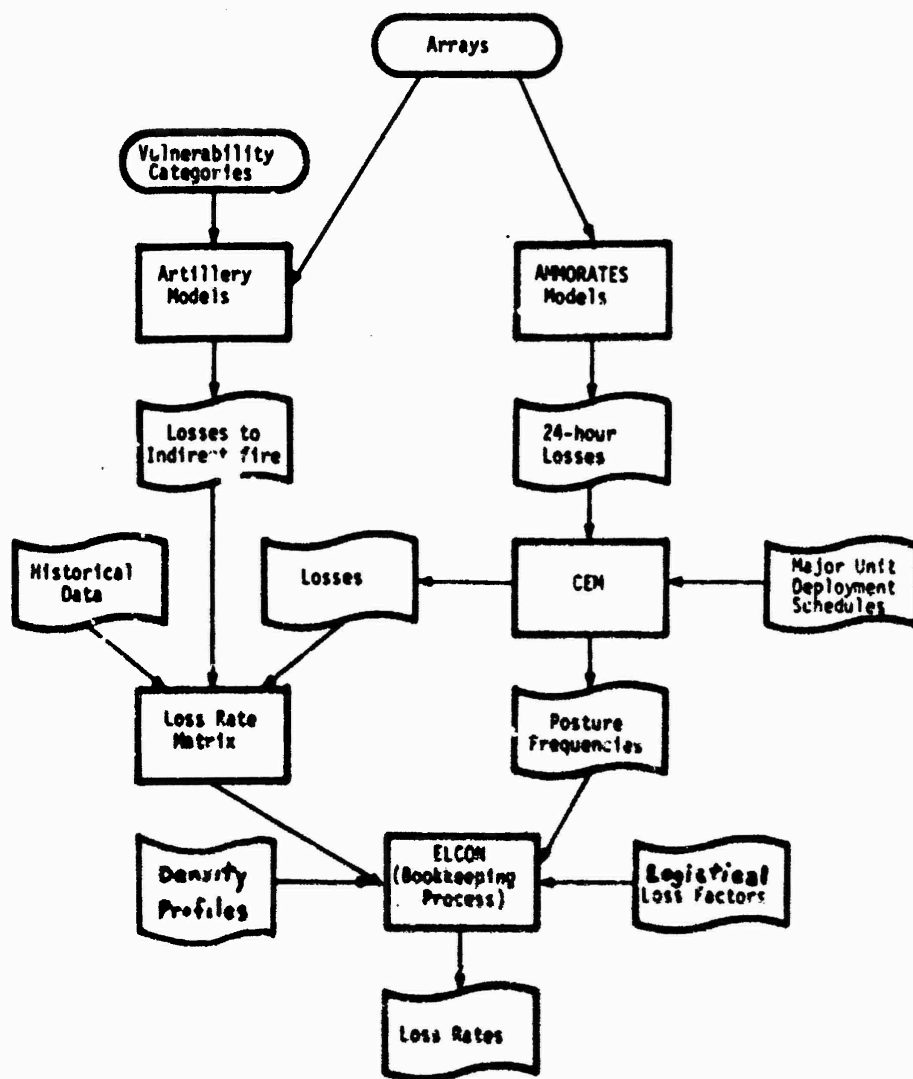 Arrays
Vulnerability
Categories
Artillery
Models
AMMORATES
Models
Losses to
Indirect fire
24-hour
Losses
Historical
Data
Losses
CEM
Major Unit
Deployment
Schedules
Loss Rate
Matrix
Posture
Frequencies
Density
Profiles
ELCON
(Bookkeeping
Process)
Logistical
Loss Factors
Loss Rates